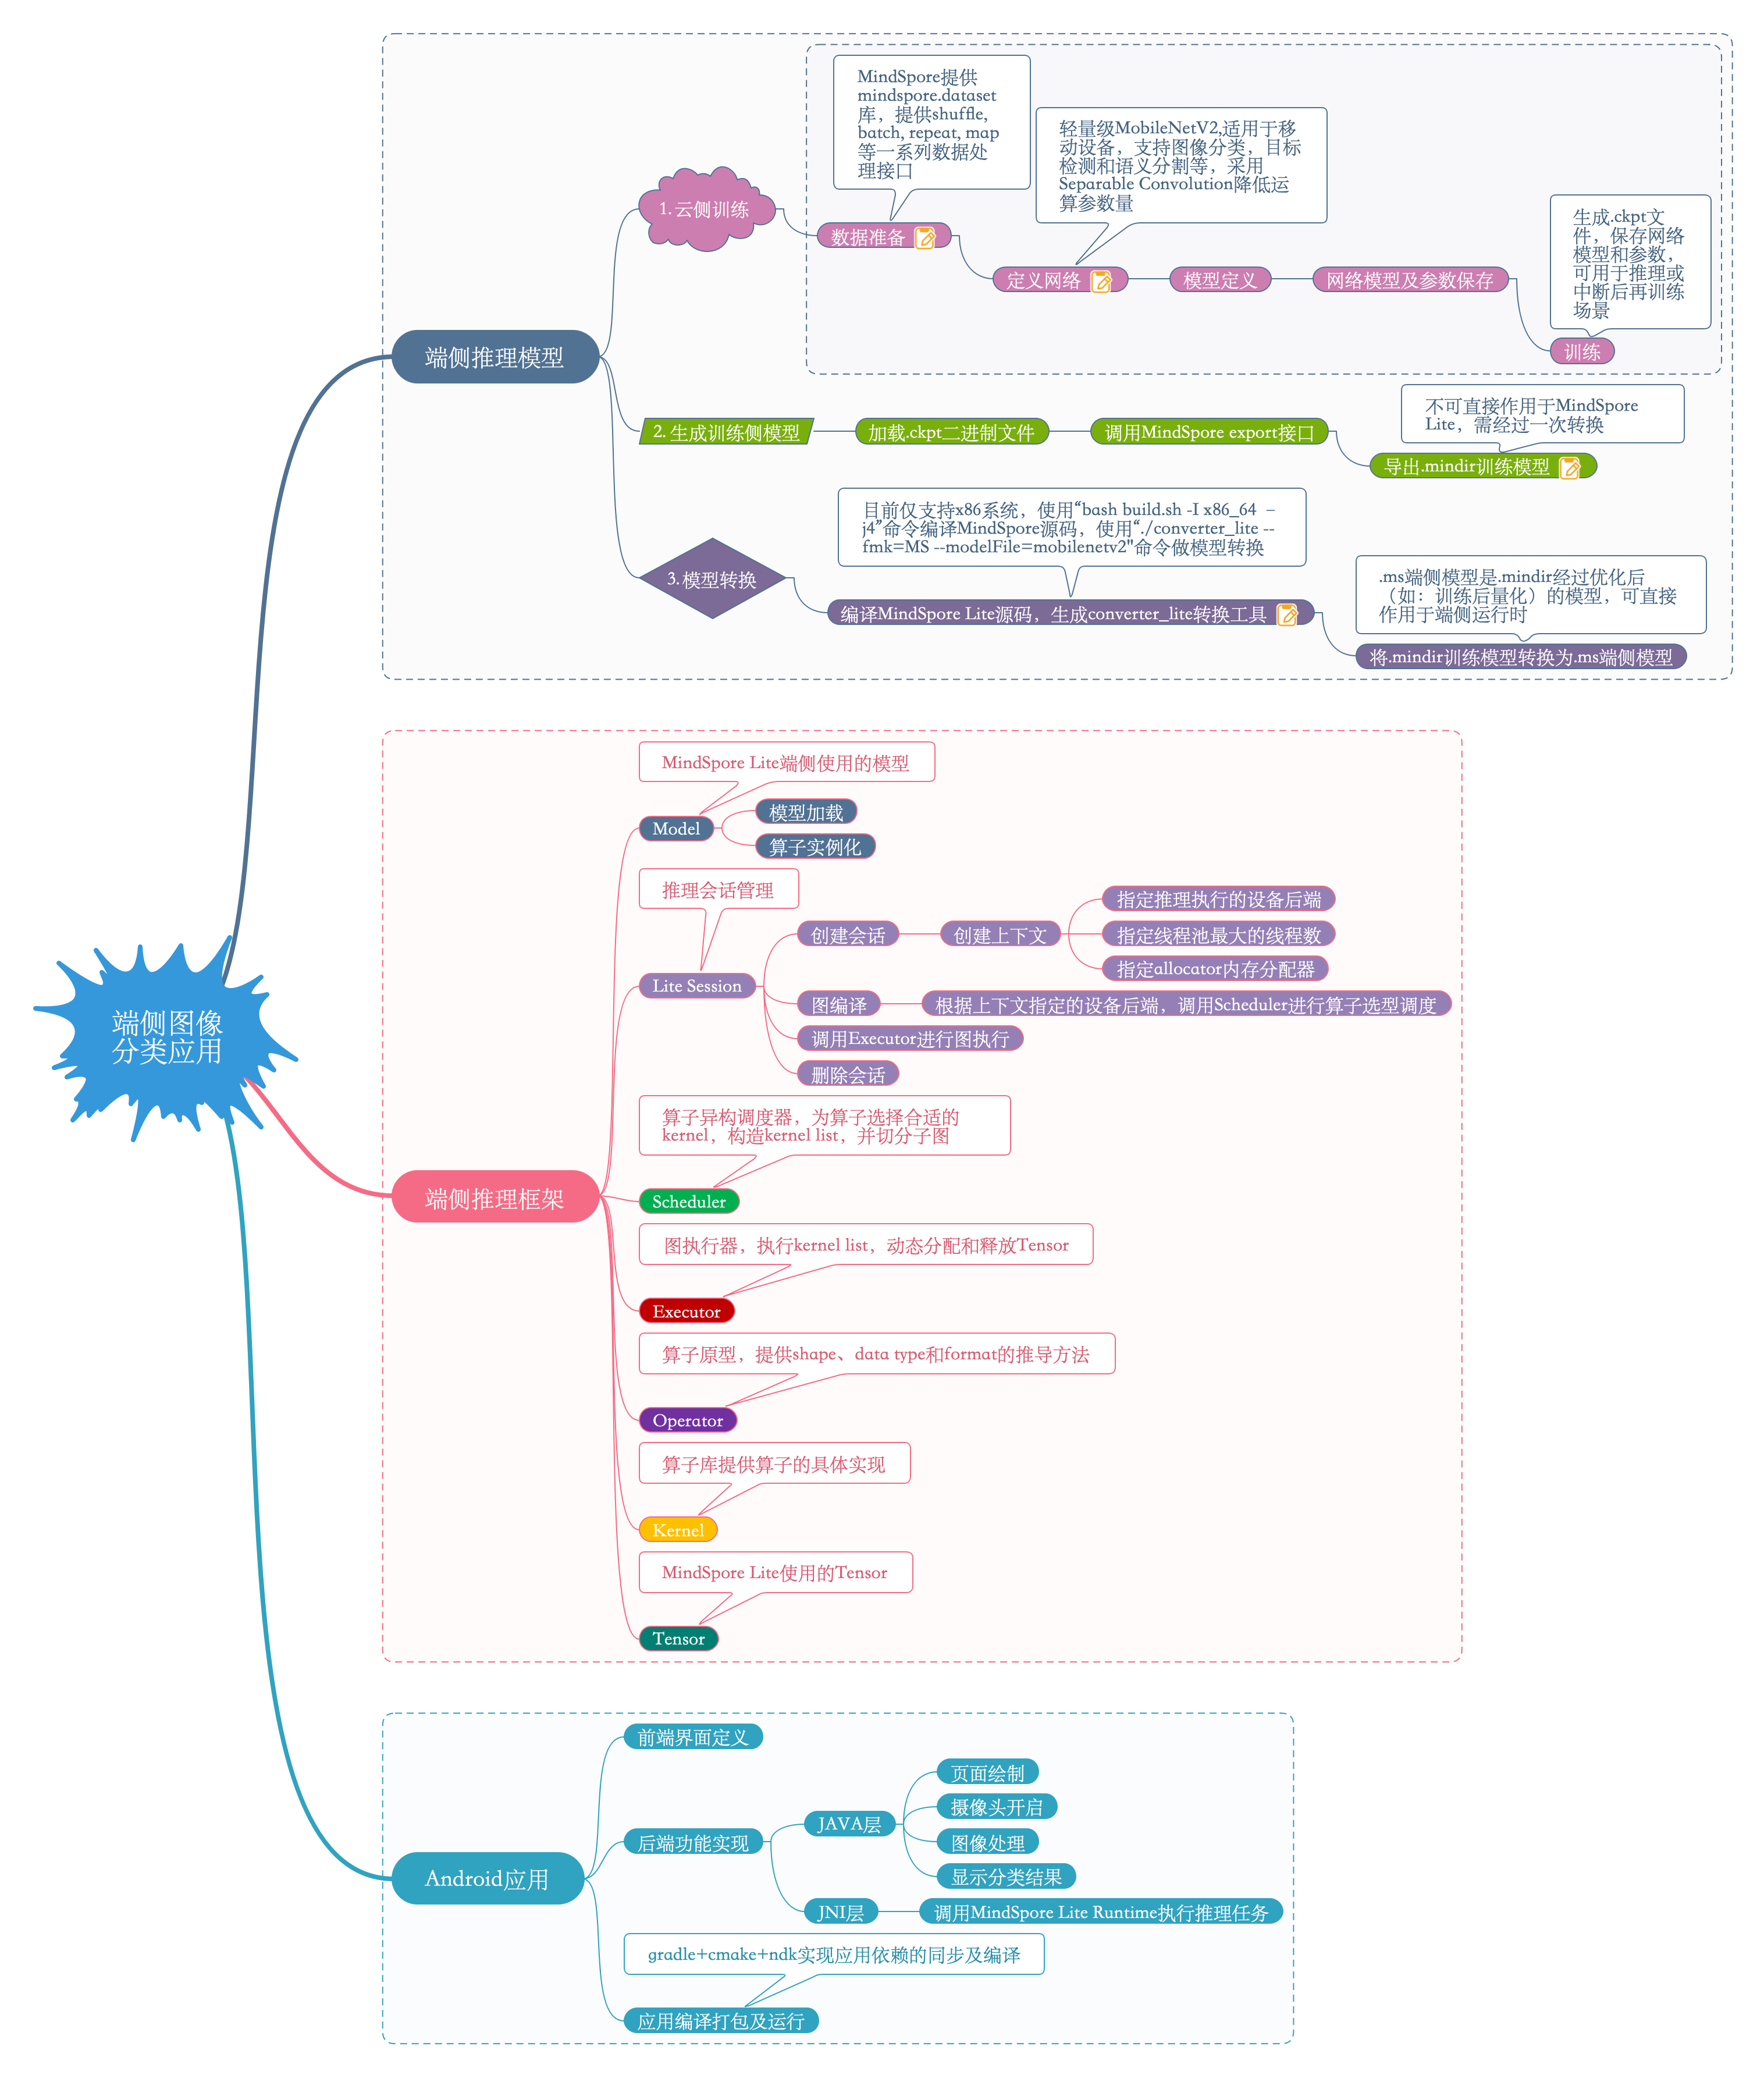 端侧图像
分类应用
端侧推理模型
1. 云侧训练
MindSpore提供
mindspore.dataset
库，提供shuffle,
batch, repeat, map
等一系列数据处
理接口
数据准备
轻量级MobileNetV2,适用于移
动设备，支持图像分类，目标
检测和语义分割等，采用
Separable Convolution降低运
算参数量
定义网络
模型定义
网络模型及参数保存
生成.ckpt文
件，保存网络
模型和参数，
可用于推理或
中断后再训练
场景
训练
2. 生成训练侧模型
加载.ckpt二进制文件
调用MindSpore export接口
不可直接作用于MindSpore
Lite，需经过一次转换
导出.mindir训练模型
3. 模型转换
目前仅支持x86系统，使用“bash build.sh -I x86_64 –
j4”命令编译MindSpore源码，使用“./converter_lite --
fmk=MS --modelFile=mobilenetv2"命令做模型转换
编译MindSpore Lite源码，生成converter_lite转换工具
.ms端侧模型是.mindir经过优化后
（如：训练后量化）的模型，可直接
作用于端侧运行时
将.mindir训练模型转换为.ms端侧模型
端侧推理框架
MindSpore Lite端侧使用的模型
Model
模型加载
算子实例化
推理会话管理
Lite Session
创建会话
创建上下文
指定推理执行的设备后端
指定线程池最大的线程数
指定allocator内存分配器
图编译
根据上下文指定的设备后端，调用Scheduler进行算子选型调度
调用Executor进行图执行
删除会话
算子异构调度器，为算子选择合适的
kernel，构造kernel list，并切分子图
Scheduler
图执行器，执行kernel list，动态分配和释放Tensor
Executor
算子原型，提供shape、data type和format的推导方法
Operator
算子库提供算子的具体实现
Kernel
MindSpore Lite使用的Tensor
Tensor
Android应用
前端界面定义
后端功能实现
JAVA层
页面绘制
摄像头开启
图像处理
显示分类结果
JNI层
调用MindSpore Lite Runtime执行推理任务
gradle+cmake+ndk实现应用依赖的同步及编译
应用编译打包及运行